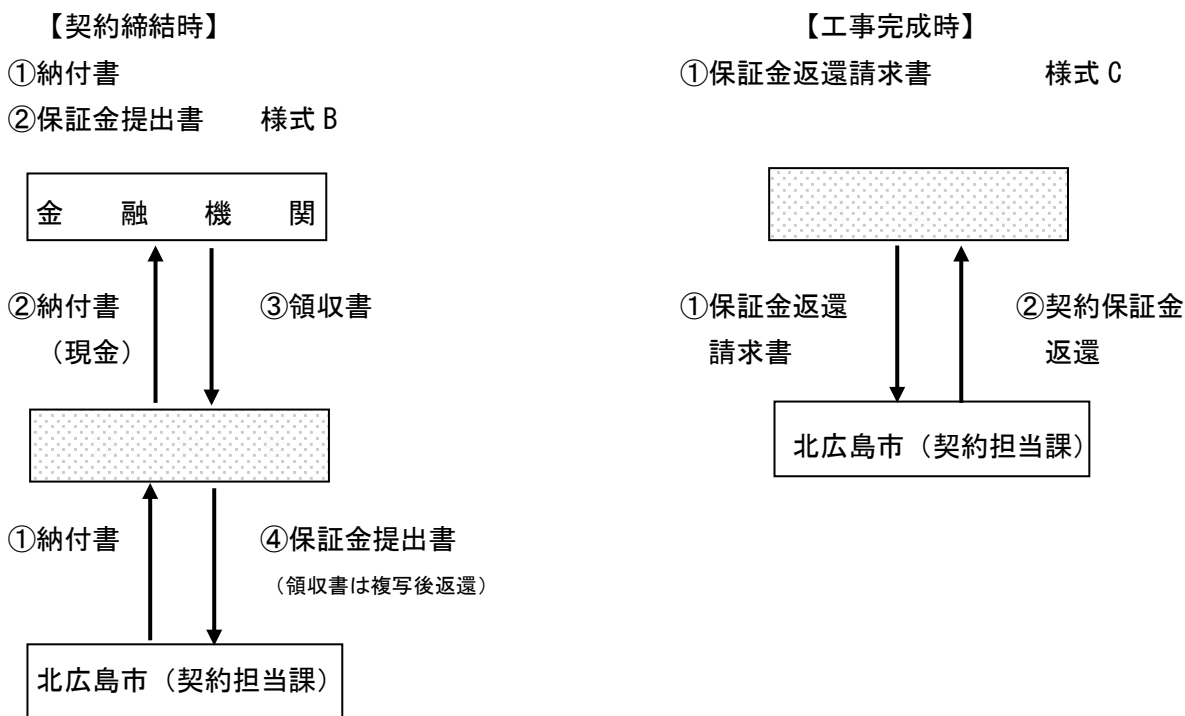 【契約締結時】
①納付書
②保証金提出書　　様式 B
金　融　機　関
②納付書
（現金）
③領収書
①納付書
④保証金提出書
（領収書は複写後返還）
北広島市（契約担当課）
【工事完成時】
①保証金返還請求書　　　　様式 C
①保証金返還
請求書
②契約保証金
返還
北広島市（契約担当課）